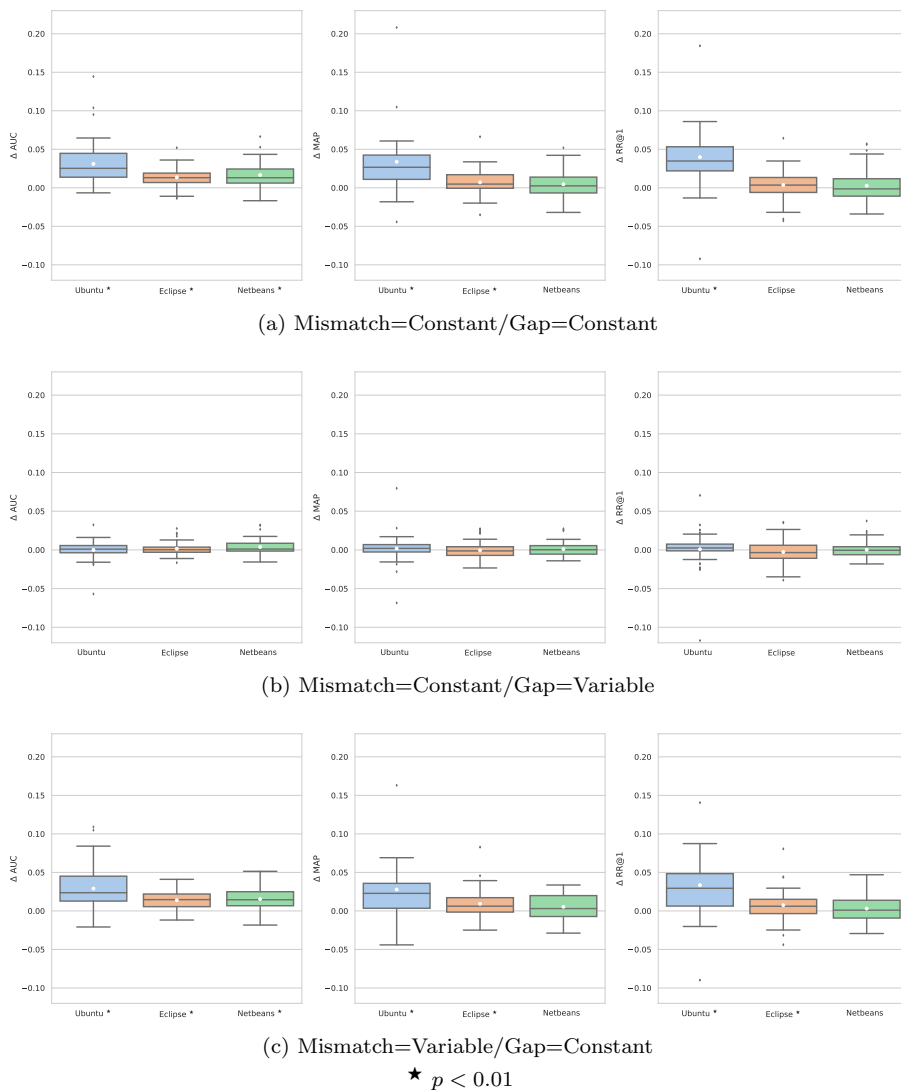 0.20
0.15
0.10
0.05
0.00
−0.05
−0.10
Δ AUC
Ubuntu ★ Eclipse ★ Netbeans ★
0.20
0.15
0.10
0.05
0.00
−0.05
−0.10
Δ MAP
Ubuntu ★ Eclipse ★ Netbeans
0.20
0.15
0.10
0.05
0.00
−0.05
−0.10
Δ RR@1
Ubuntu ★ Eclipse Netbeans
(a) Mismatch=Constant/Gap=Constant
0.20
0.15
0.10
0.05
0.00
−0.05
−0.10
Δ AUC
Ubuntu Eclipse Netbeans
0.20
0.15
0.10
0.05
0.00
−0.05
−0.10
Δ MAP
Ubuntu Eclipse Netbeans
0.20
0.15
0.10
0.05
0.00
−0.05
−0.10
Δ RR@1
Ubuntu Eclipse Netbeans
(b) Mismatch=Constant/Gap=Variable
0.20
0.15
0.10
0.05
0.00
−0.05
−0.10
Δ AUC
Ubuntu ★ Eclipse ★ Netbeans ★
0.20
0.15
0.10
0.05
0.00
−0.05
−0.10
Δ MAP
Ubuntu ★ Eclipse ★ Netbeans
0.20
0.15
0.10
0.05
0.00
−0.05
−0.10
Δ RR@1
Ubuntu ★ Eclipse ★ Netbeans
(c) Mismatch=Variable/Gap=Constant
★ p < 0.01